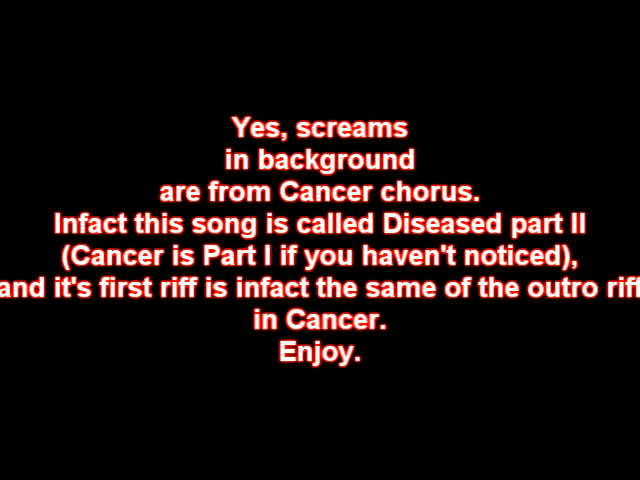 Yes, screams
in background
are from Cancer chorus.
Infact this song is called Diseased part II
(Cancer is Part I if you haven't noticed),
and it's first riff is infact the same of the outro riff
in Cancer.
Enjoy.